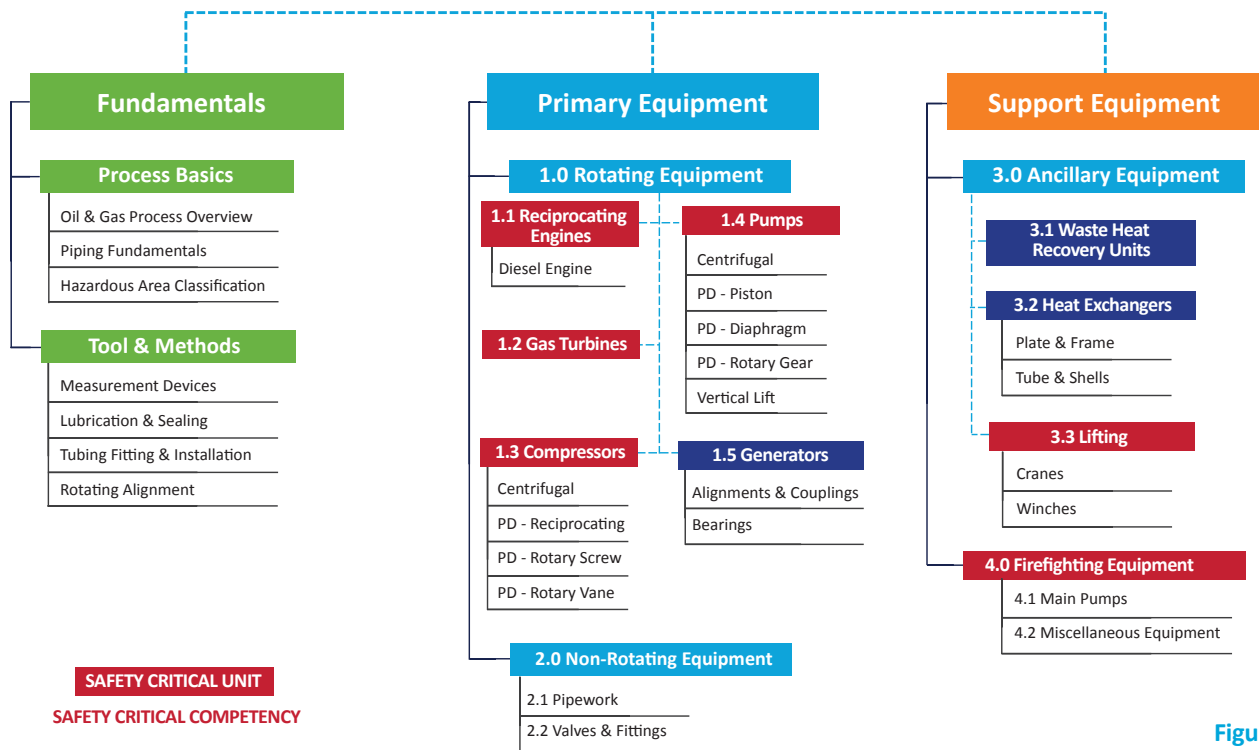 Fundamentals
Process Basics
Oil & Gas Process Overview
Piping Fundamentals
Hazardous Area Classification
Tool & Methods
Measurement Devices
Lubrication & Sealing
Tubing Fitting & Installation
Rotating Alignment
SAFETY CRITICAL UNIT
SAFETY CRITICAL COMPETENCY
Primary Equipment
1.0 Rotating Equipment
1.1 Reciprocating
Engines
Diesel Engine
1.2 Gas Turbines
1.3 Compressors
Centrifugal
PD - Reciprocating
PD - Rotary Screw
PD - Rotary Vane
1.4 Pumps
Centrifugal
PD - Piston
PD - Diaphragm
PD - Rotary Gear
Vertical Lift
1.5 Generators
Alignments & Couplings
Bearings
2.0 Non-Rotating Equipment
2.1 Pipework
2.2 Valves & Fittings
Support Equipment
3.0 Ancillary Equipment
3.1 Waste Heat
Recovery Units
3.2 Heat Exchangers
Plate & Frame
Tube & Shells
3.3 Lifting
Cranes
Winches
4.0 Firefighting Equipment
4.1 Main Pumps
4.2 Miscellaneous Equipment
Figu